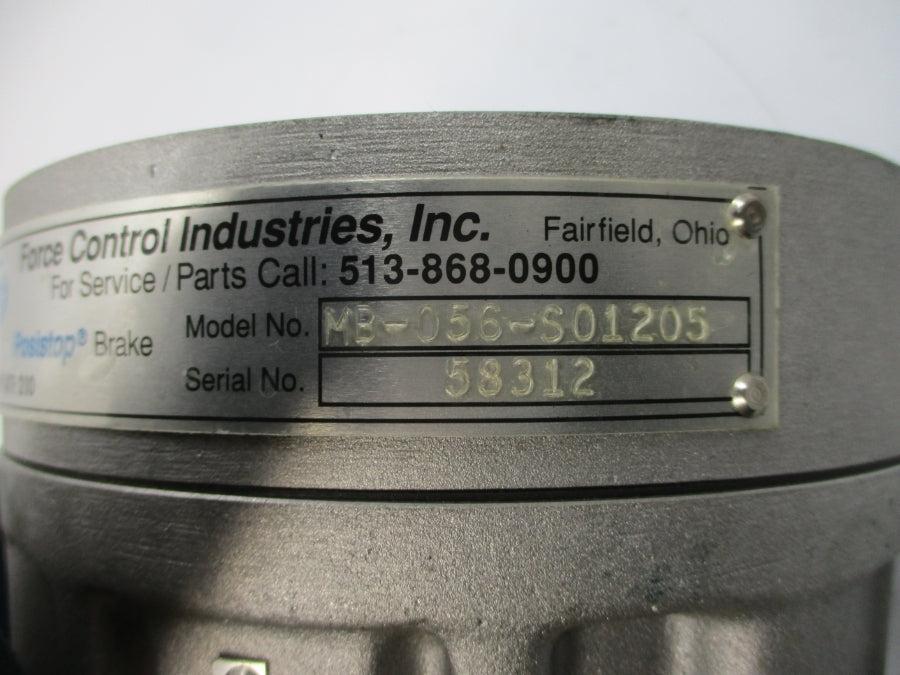 Force Control Industries, Inc. Fairfield, Ohio
For Service / Parts Call: 513-868-0900
Posistop® Brake
Model No. MB-056-S01205
Serial No. 58312